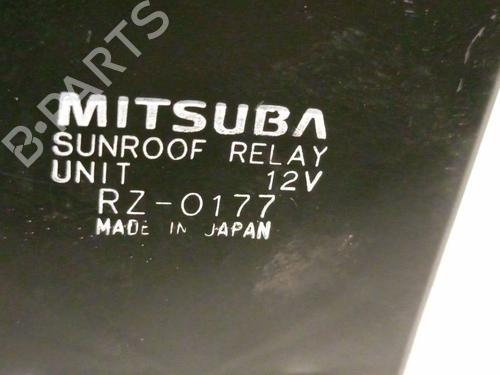 MITSUBA
SUNROOF RELAY
UNIT 12V
RZ-0177
MADE IN JAPAN
B-PARTS